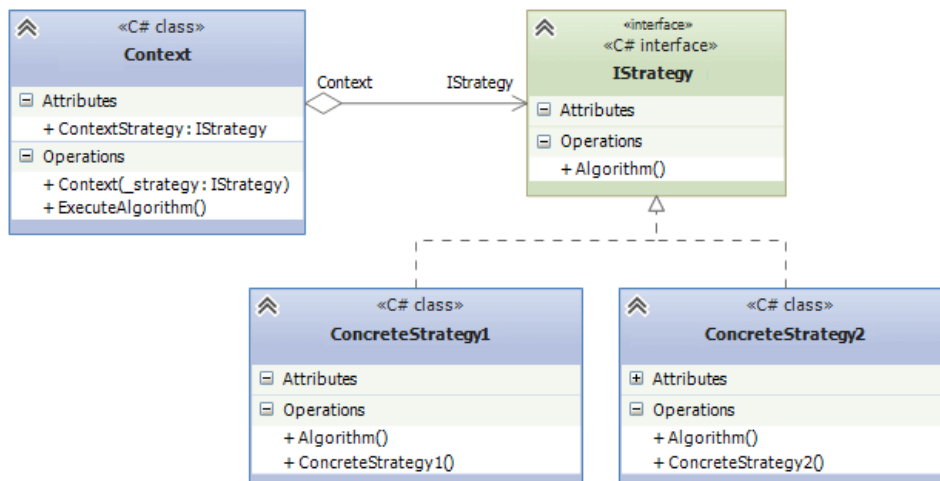 «C# class»
Context
Attributes
+ ContextStrategy : IStrategy
Operations
+ Context(_strategy : IStrategy)
+ ExecuteAlgorithm()
Context
IStrategy
«interface»
«C# interface»
IStrategy
Attributes
Operations
+ Algorithm()
«C# class»
ConcreteStrategy1
Attributes
Operations
+ Algorithm()
+ ConcreteStrategy1()
«C# class»
ConcreteStrategy2
Attributes
Operations
+ Algorithm()
+ ConcreteStrategy2()